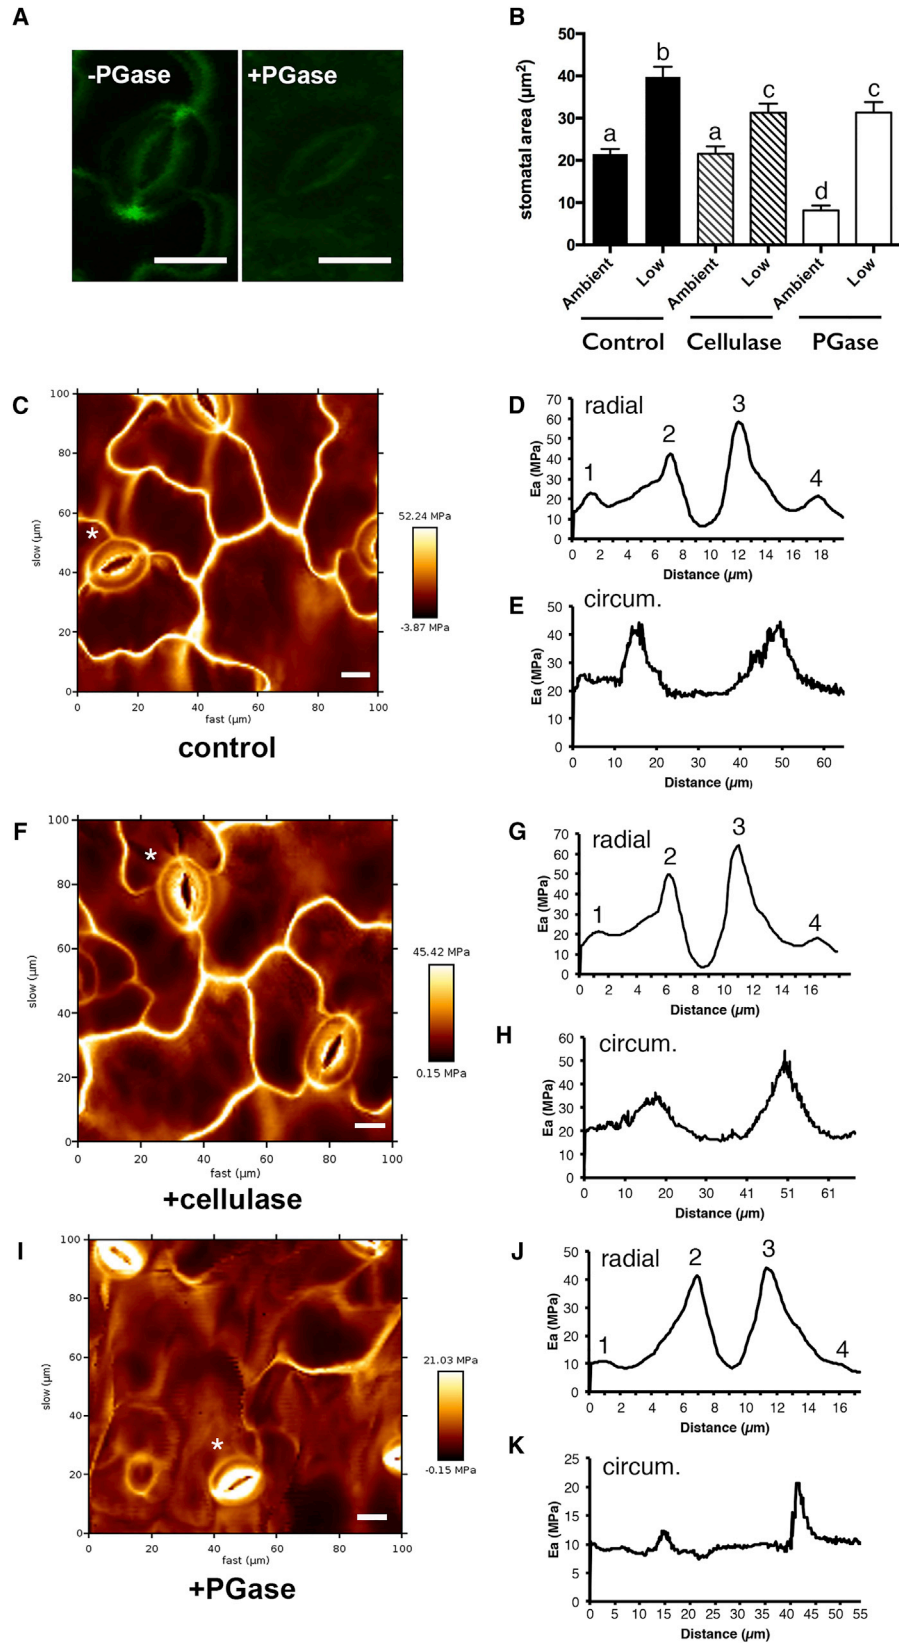 A
-PGase
+PGase
B
stomatal area (µm²)
50
40
30
20
10
0
a
b
a
c
d
c
Ambient
Low
Ambient
Low
Ambient
Low
Control
Cellulase
PGase
C
100
80
60
40
20
0
slow (µm)
*
0 20 40 60 80 100
fast (µm)
52.24 MPa
-3.87 MPa
control
D
radial
Ea (MPa)
70
60
50
40
30
20
10
0
1
2
3
4
0 2 4 6 8 10 12 14 16 18
Distance (µm)
E
circum.
Ea (MPa)
50
40
30
20
10
0
0 10 20 30 40 50 60
Distance (µm)
F
100
80
60
40
20
0
slow (µm)
*
0 20 40 60 80 100
fast (µm)
45.42 MPa
0.15 MPa
+cellulase
G
radial
Ea (MPa)
70
60
50
40
30
20
10
0
1
2
3
4
0 2 4 6 8 10 12 14 16
Distance (µm)
H
circum.
Ea (MPa)
60
50
40
30
20
10
0
0 10 20 30 41 51 61
Distance (µm)
I
100
80
60
40
20
0
slow (µm)
*
0 20 40 60 80 100
fast (µm)
21.03 MPa
-0.15 MPa
+PGase
J
radial
Ea (MPa)
50
40
30
20
10
0
1
2
3
4
0 2 4 6 8 10 12 14 16
Distance (µm)
K
circum.
Ea (MPa)
25
20
15
10
5
0
0 5 10 15 20 25 30 35 40 45 50 55
Distance (µm)